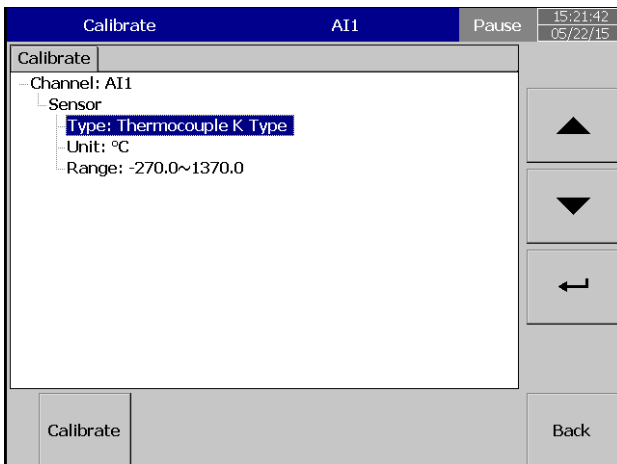 Calibrate AI1 Pause 15:21:42
05/22/15
Calibrate
Channel: AI1
Sensor
Type: Thermocouple K Type
Unit: °C
Range: -270.0~1370.0
Calibrate Back